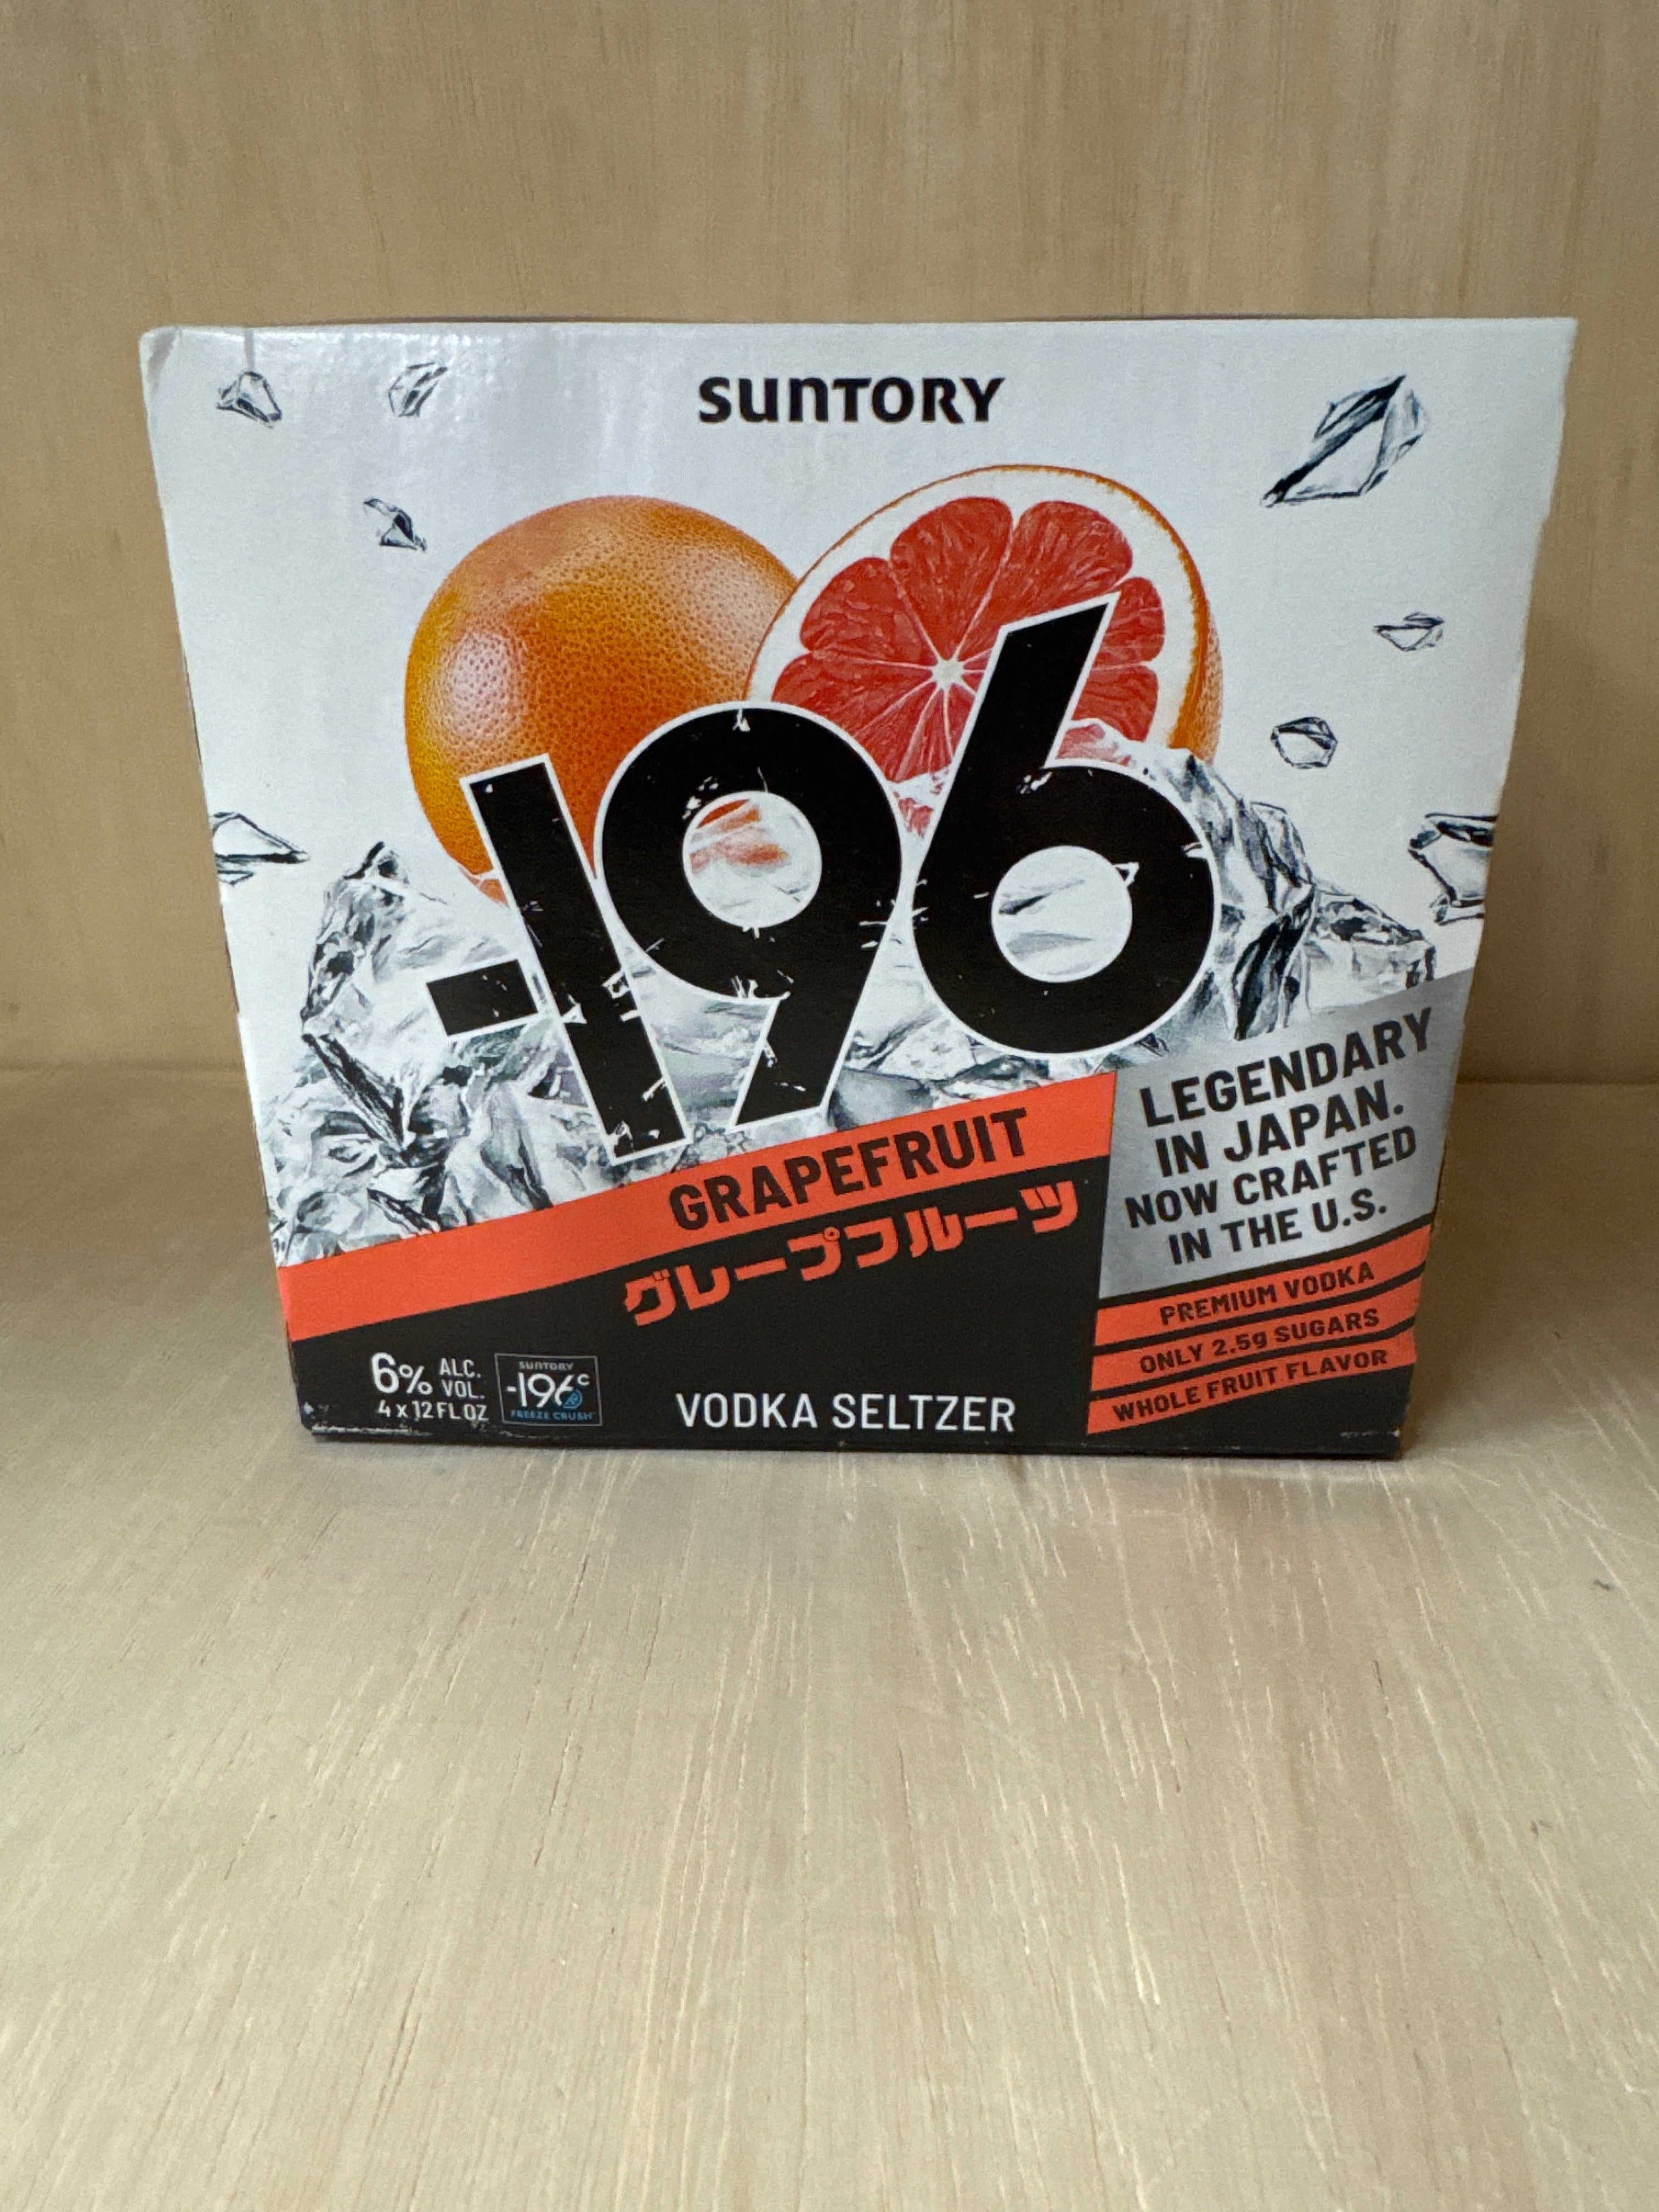 SUNTORY
-196
GRAPEFRUIT
グレープフルーツ
LEGENDARY
IN JAPAN.
NOW CRAFTED
IN THE U.S.
PREMIUM VODKA
ONLY 2.5g SUGARS
WHOLE FRUIT FLAVOR
6% ALC.
VOL.
4 x 12 FL OZ
SUNTORY
-196°C
FREEZE CRUSH
VODKA SELTZER